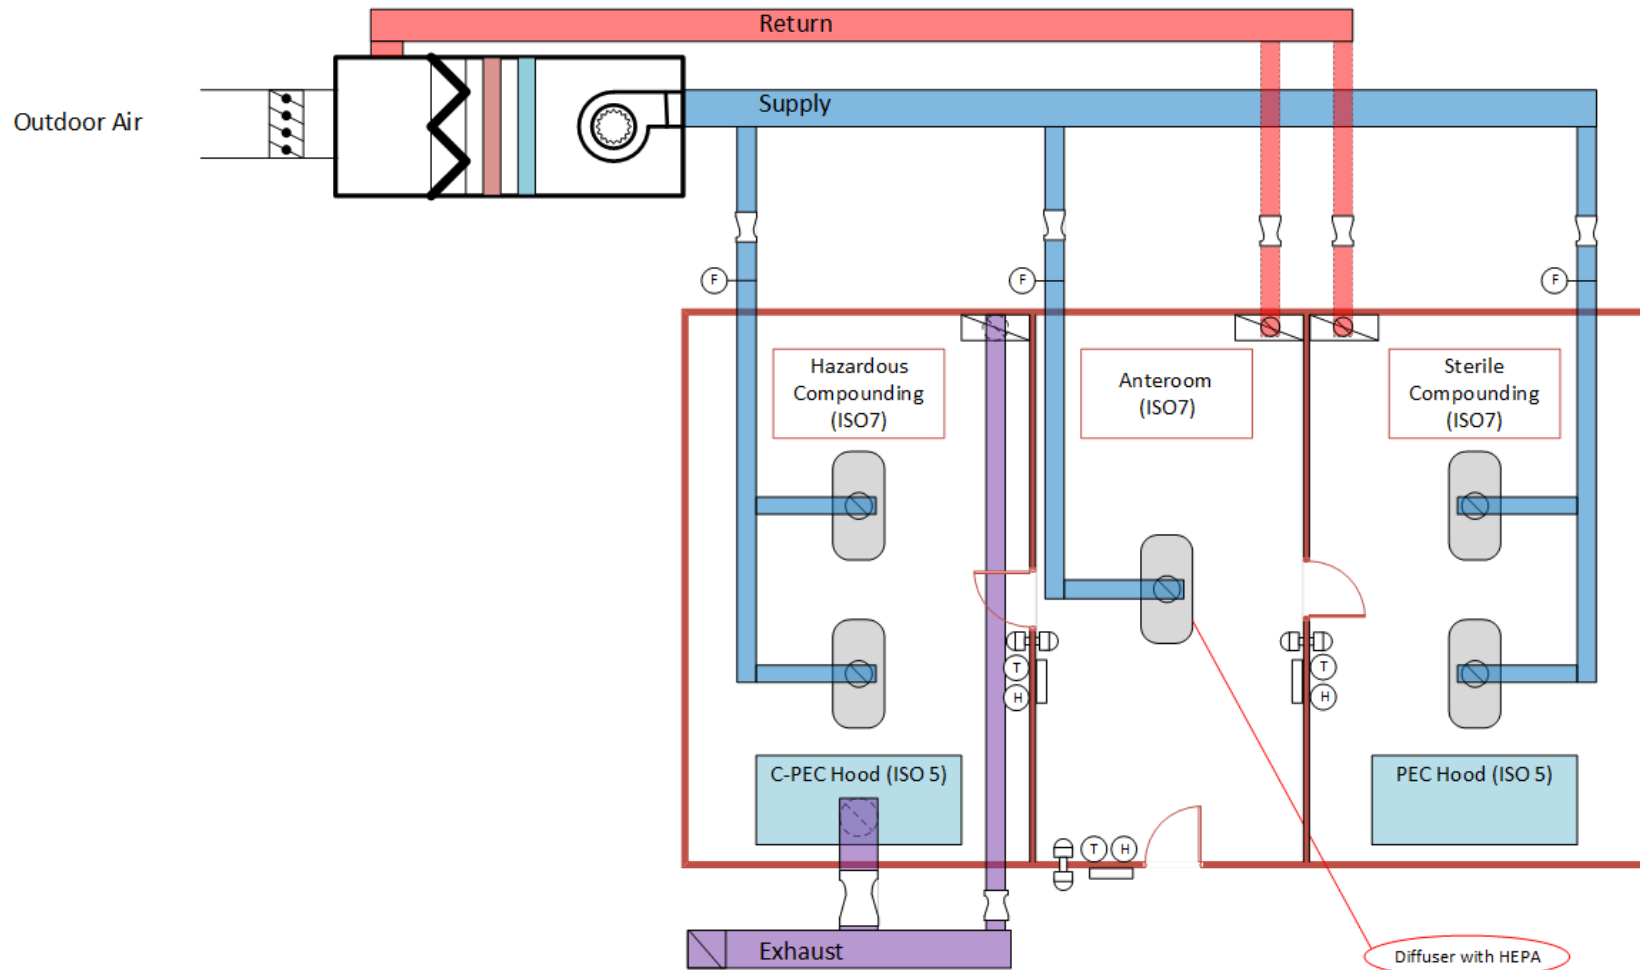 Return
Outdoor Air
Supply
F
F
F
Hazardous
Compounding
(ISO7)
Anteroom
(ISO7)
Sterile
Compounding
(ISO7)
T
H
T
H
C-PEC Hood (ISO 5)
PEC Hood (ISO 5)
T
H
Exhaust
Diffuser with HEPA